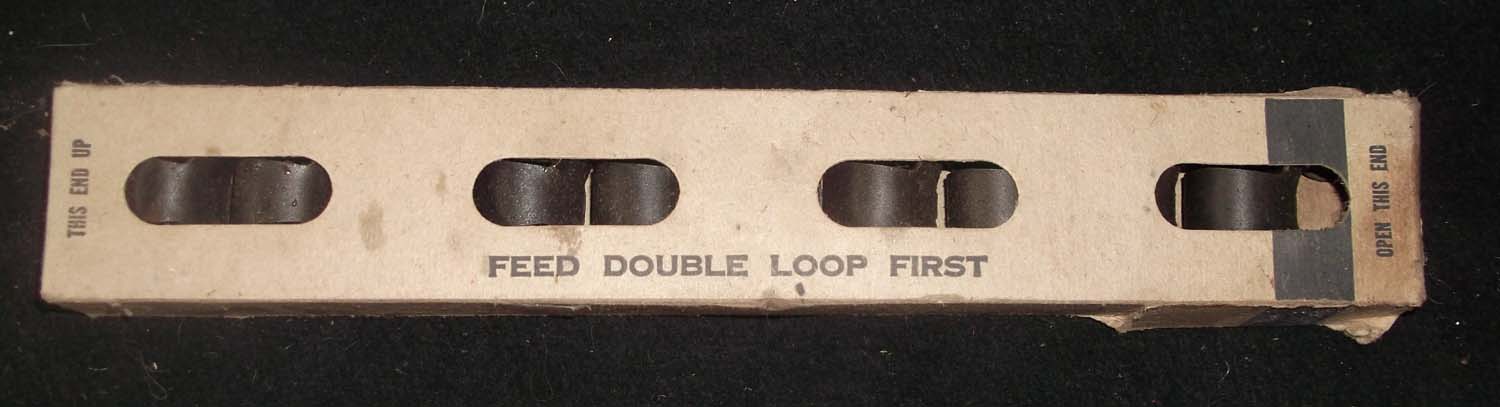 THIS END UP
FEED DOUBLE LOOP FIRST
OPEN THIS END